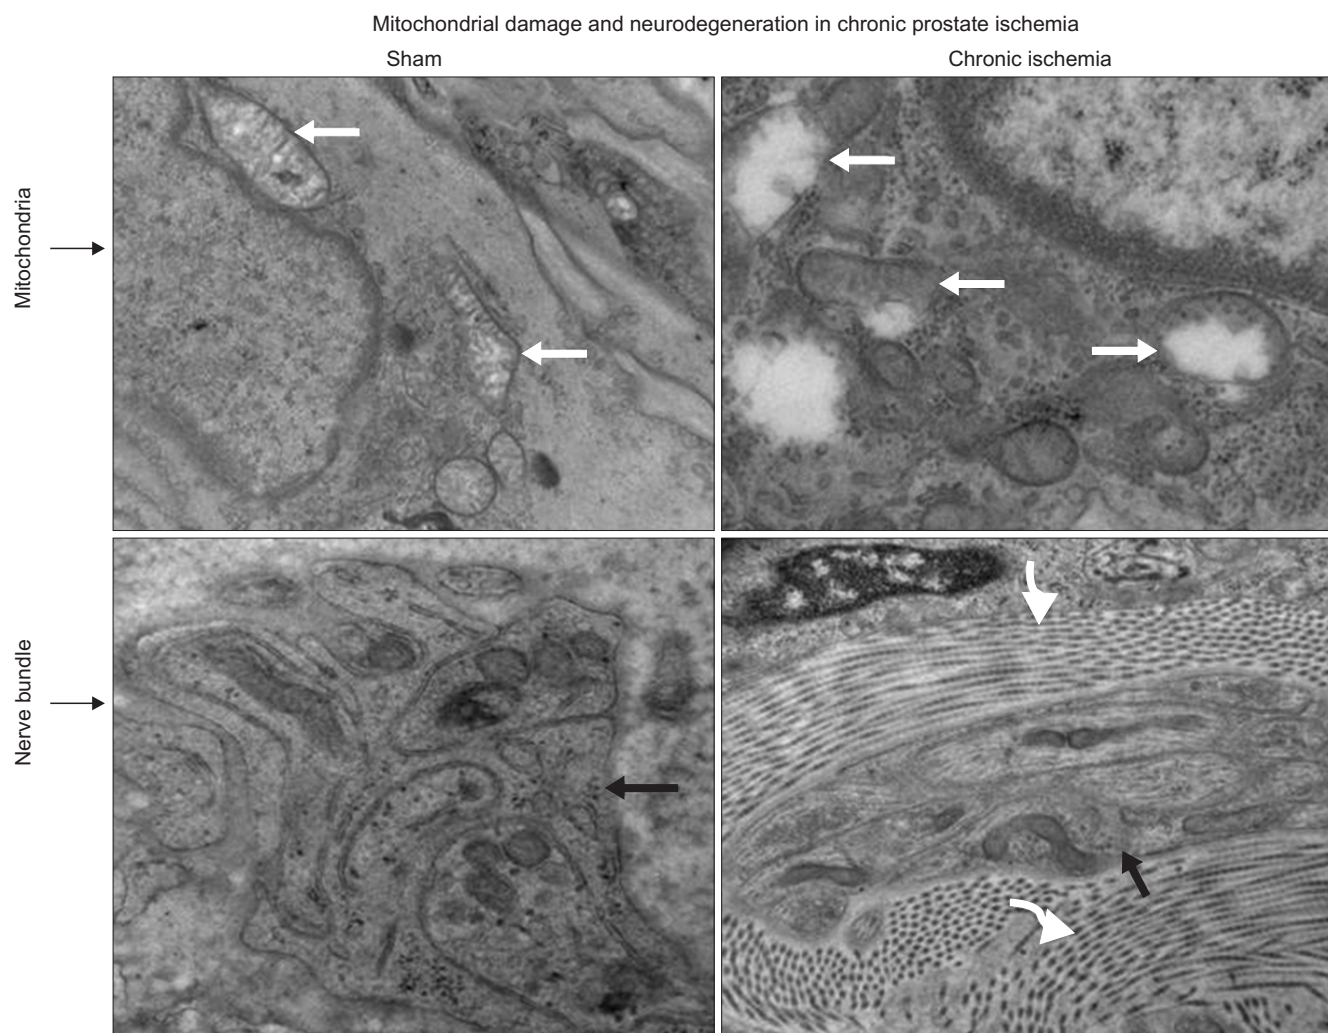 Mitochondrial damage and neurodegeneration in chronic prostate ischemia
Sham
Chronic ischemia
Mitochondria
Nerve bundle